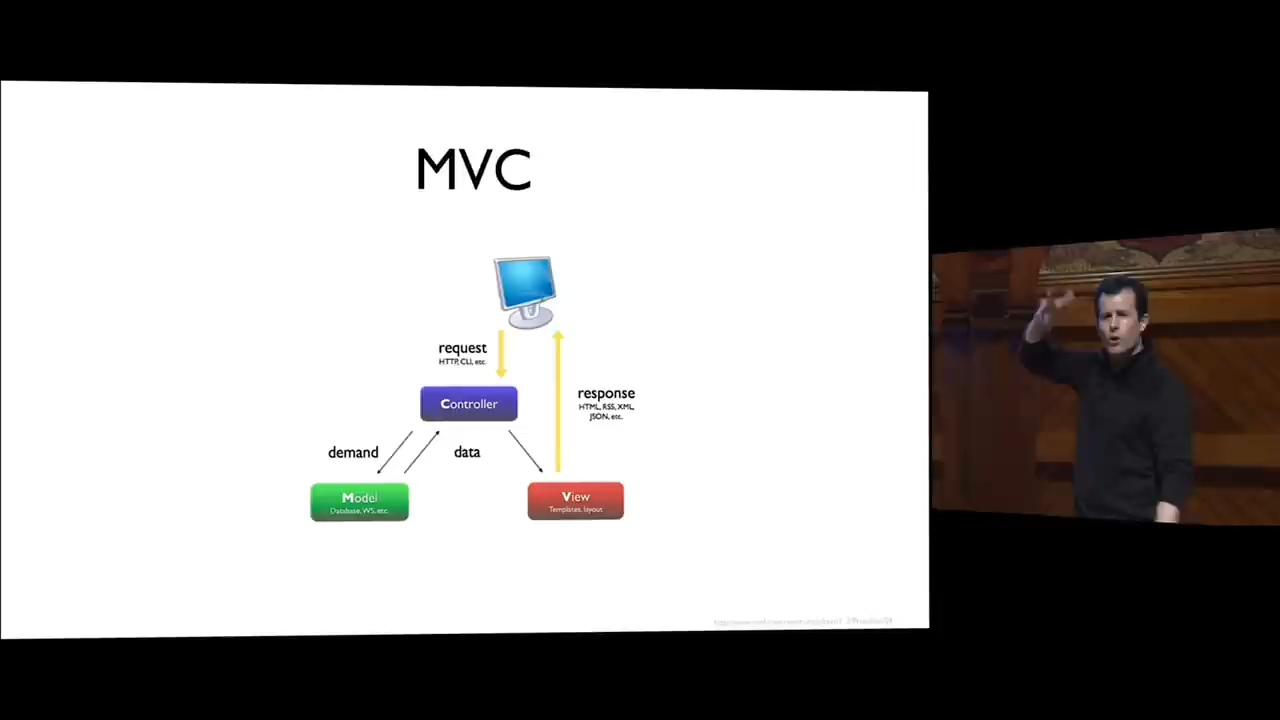 MVC
request
HTTP, CLI, etc.
Controller
response
HTML, RSS, XML,
JSON, etc.
demand
data
Model
Database, WS, etc.
View
Templates, layout